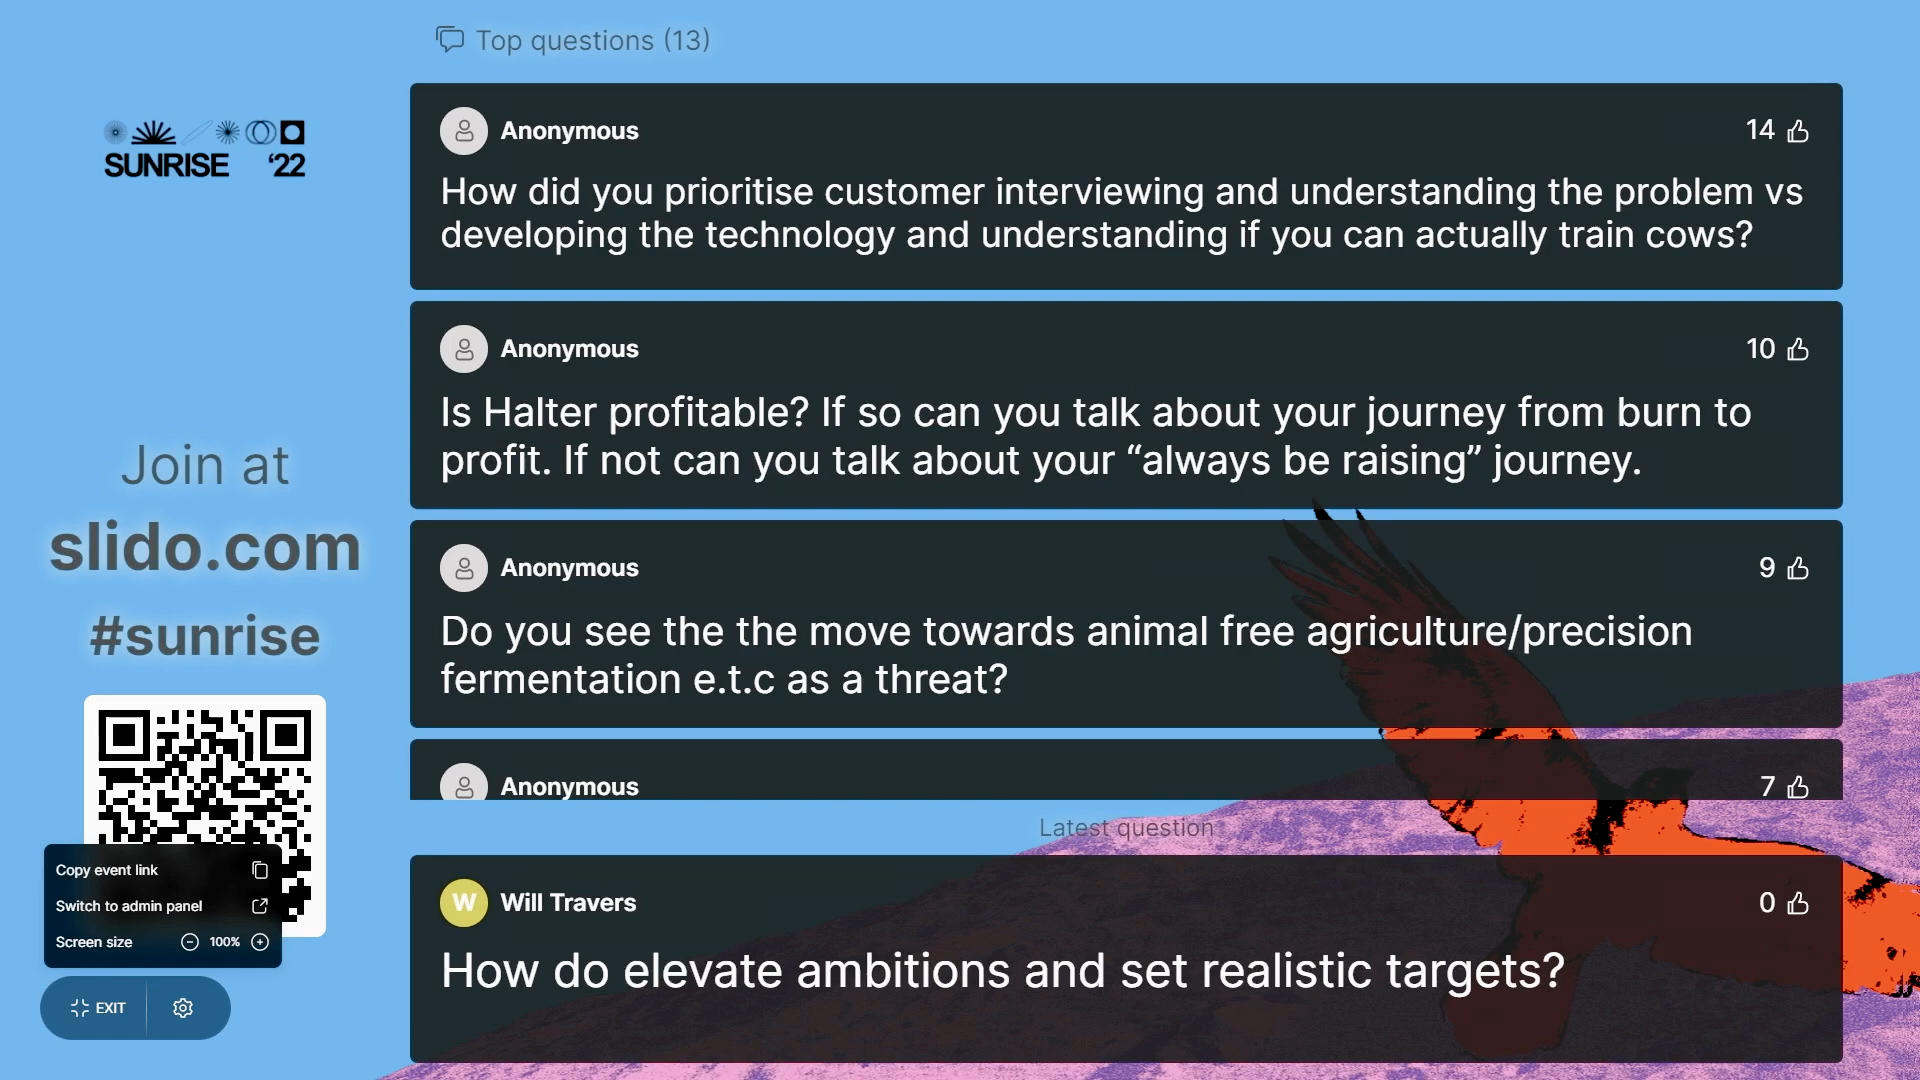 Top questions (13)
SUNRISE '22
Join at
slido.com
#sunrise
Copy event link
Switch to admin panel
Screen size 100%
EXIT
Anonymous 14
How did you prioritise customer interviewing and understanding the problem vs
developing the technology and understanding if you can actually train cows?
Anonymous 10
Is Halter profitable? If so can you talk about your journey from burn to
profit. If not can you talk about your “always be raising” journey.
Anonymous 9
Do you see the the move towards animal free agriculture/precision
fermentation e.t.c as a threat?
Anonymous 7
Latest question
W Will Travers 0
How do elevate ambitions and set realistic targets?